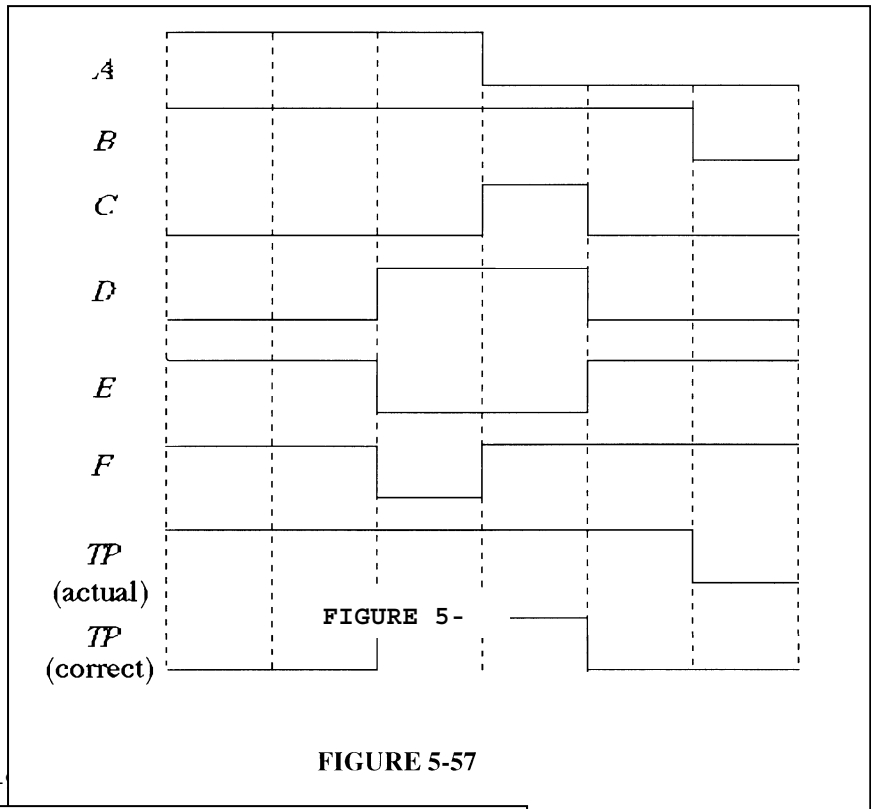 A
B
C
D
E
F
TP
(actual)
FIGURE 5-
TP
(correct)
FIGURE 5-57